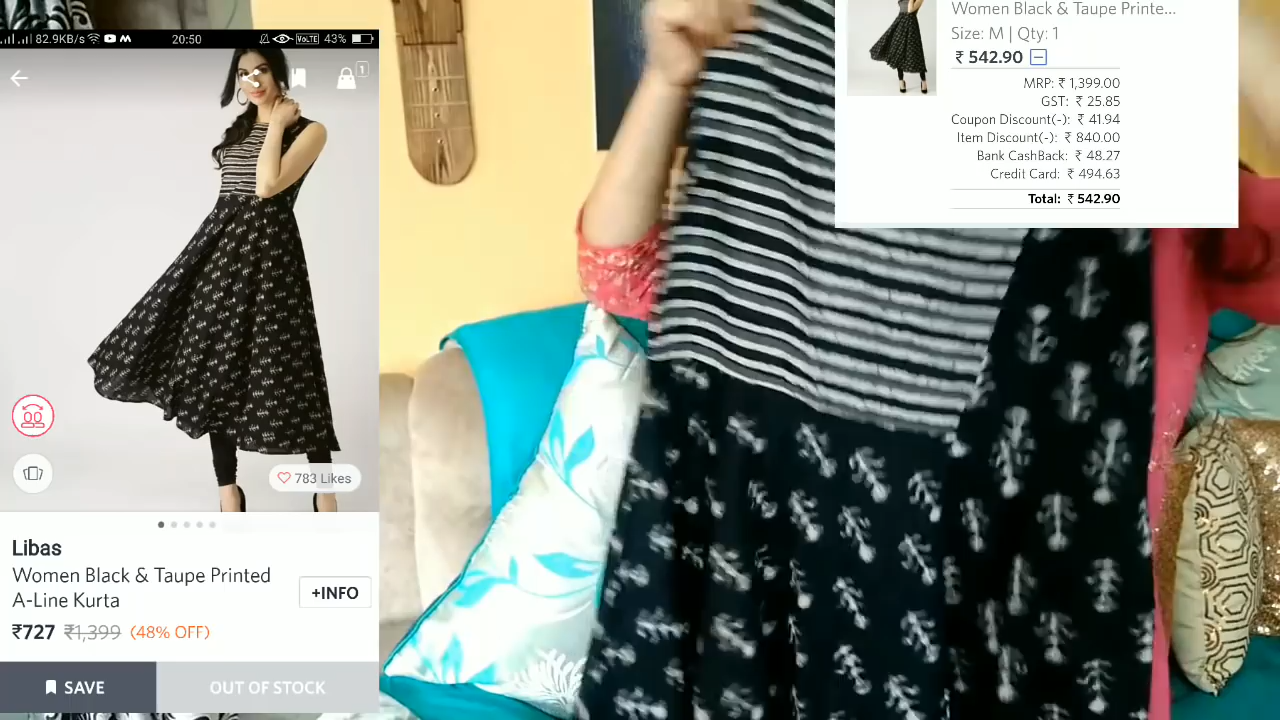 82.9KB/s
20:50
VoLTE 43%
1
783 Likes
Libas
Women Black & Taupe Printed
A-Line Kurta
+INFO
₹727 ₹1,399 (48% OFF)
SAVE
OUT OF STOCK
Women Black & Taupe Printe...
Size: M | Qty: 1
₹ 542.90
MRP: ₹ 1,399.00
GST: ₹ 25.85
Coupon Discount(-): ₹ 41.94
Item Discount(-): ₹ 840.00
Bank CashBack: ₹ 48.27
Credit Card: ₹ 494.63
Total: ₹ 542.90